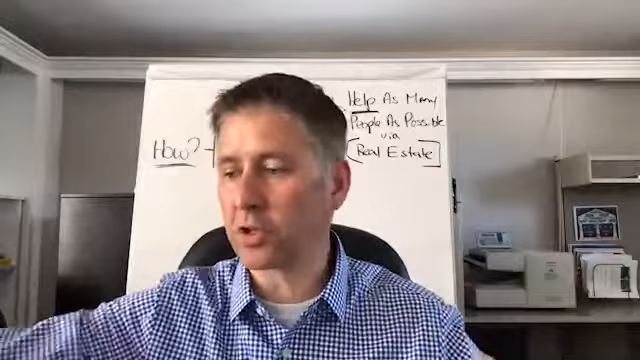 How?
Help As Many
People As Possible
via
Real Estate